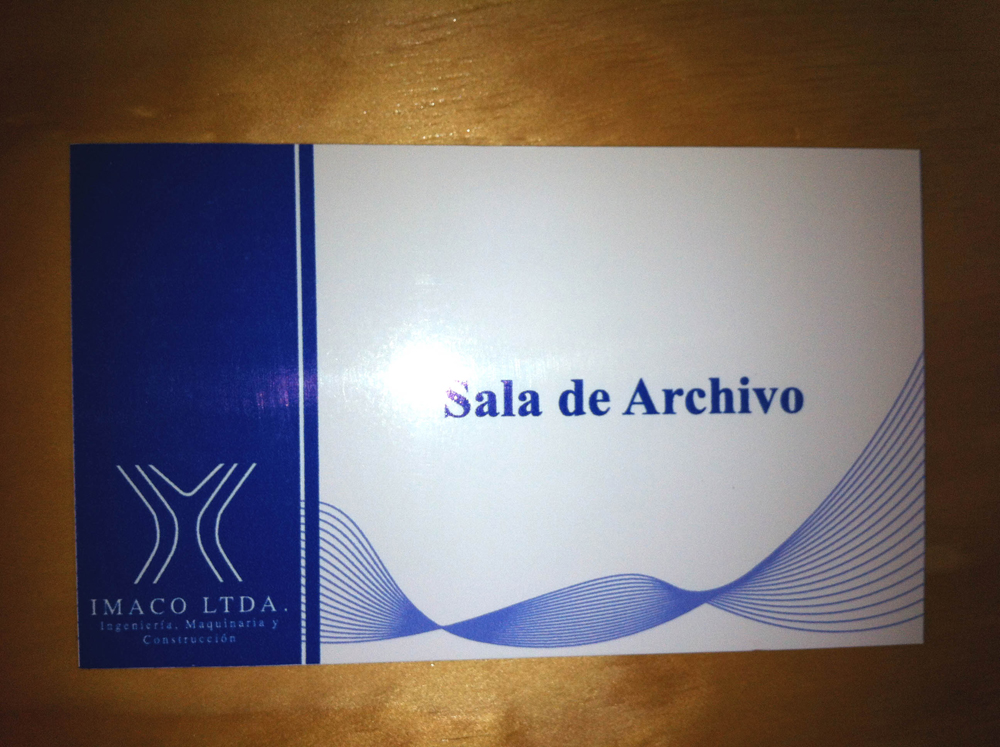 Sala de Archivo
IMACO LTDA.
Ingeniería, Maquinaria y
Construcción